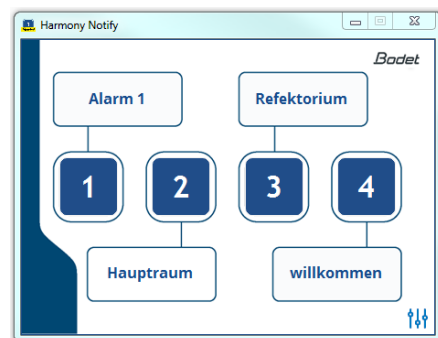 Harmony Notify
Bodet
Alarm 1
Refektorium
1
2
3
4
Hauptraum
willkommen